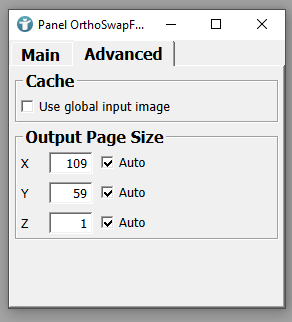 Panel OrthoSwapF...
Main Advanced
Cache
Use global input image
Output Page Size
X 109 Auto
Y 59 Auto
Z 1 Auto